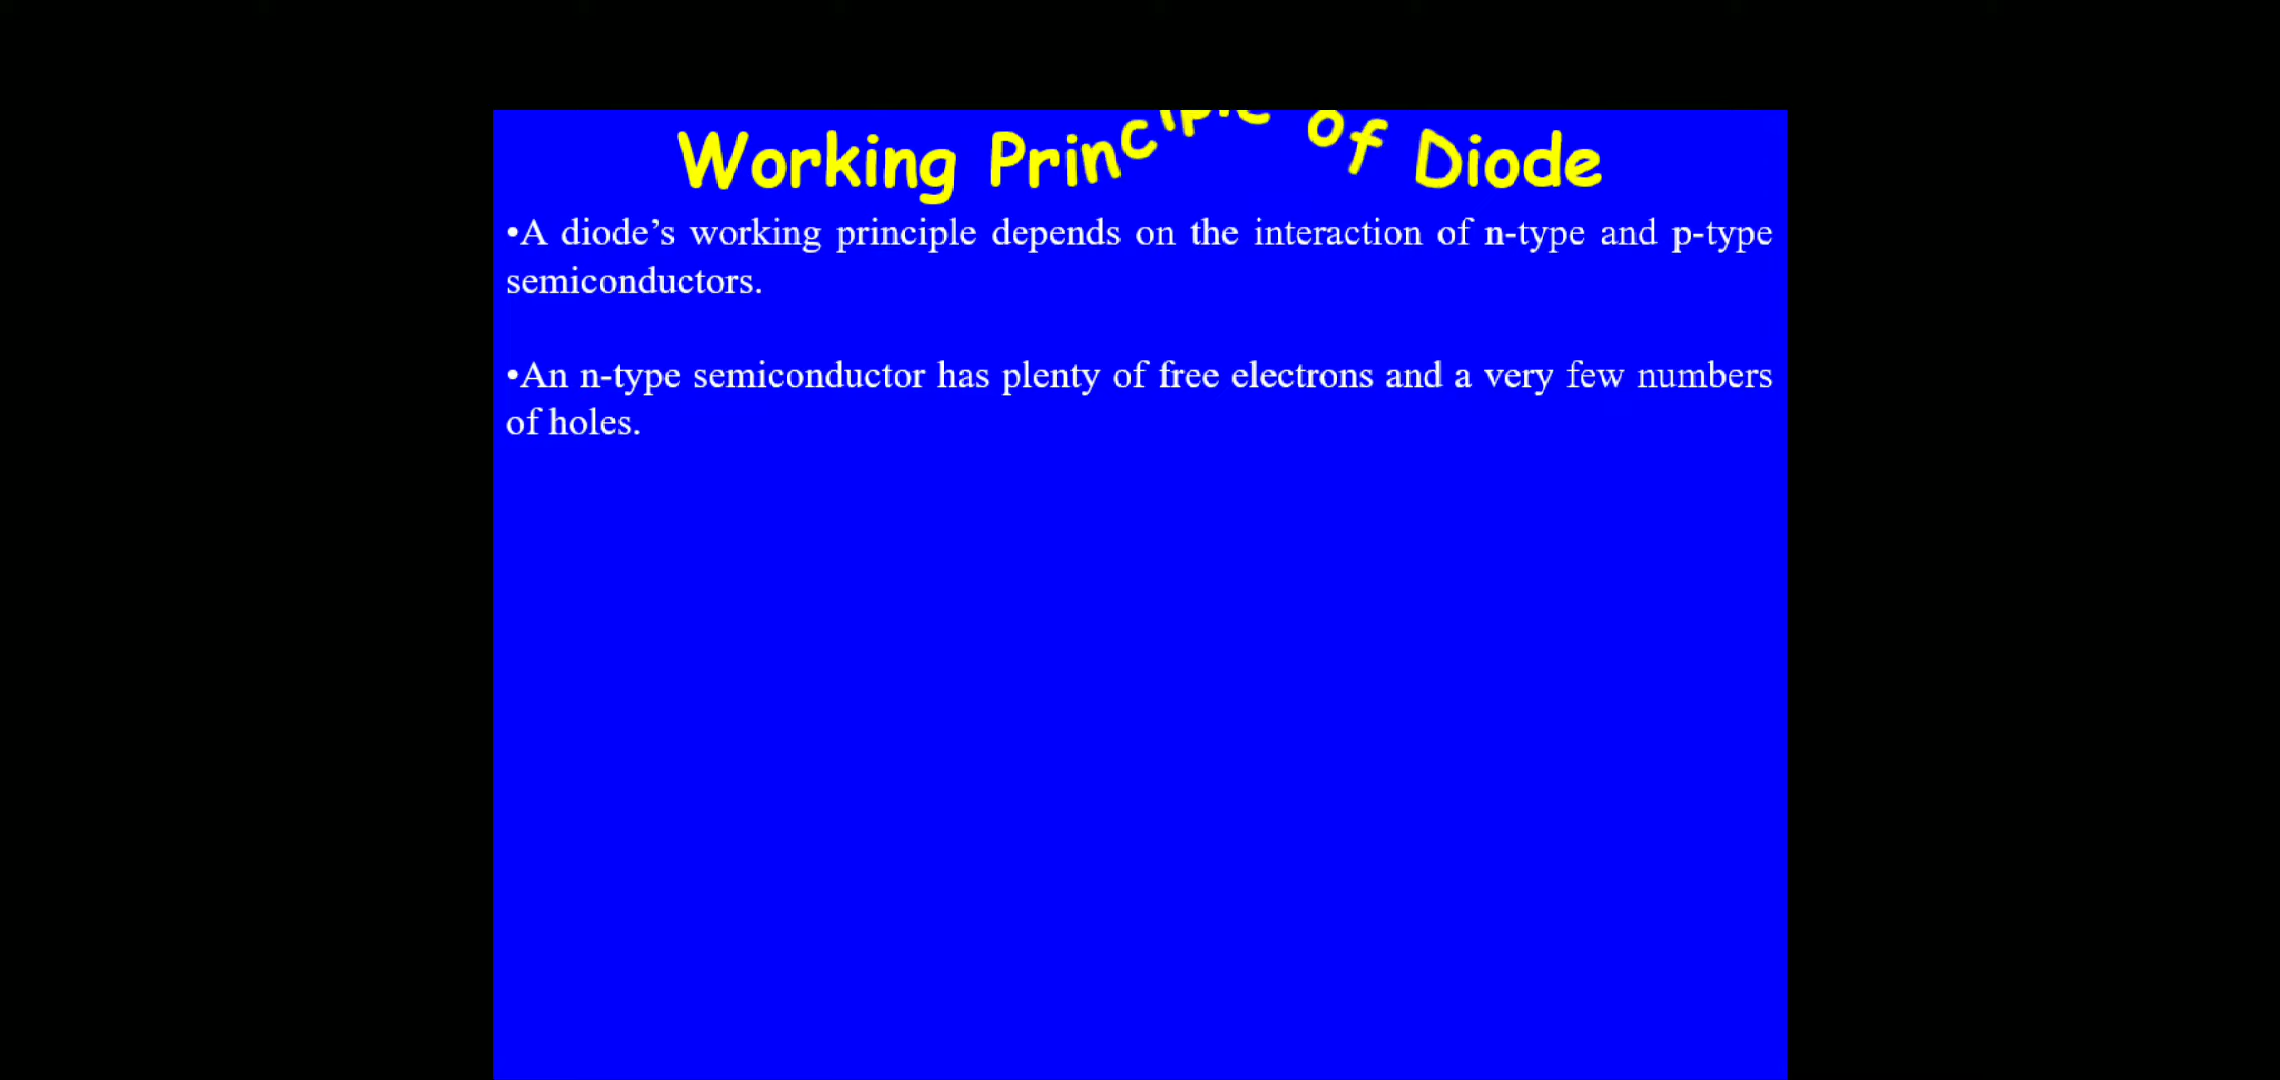 Working Principle of Diode
•A diode’s working principle depends on the interaction of n-type and p-type
semiconductors.
•An n-type semiconductor has plenty of free electrons and a very few numbers
of holes.